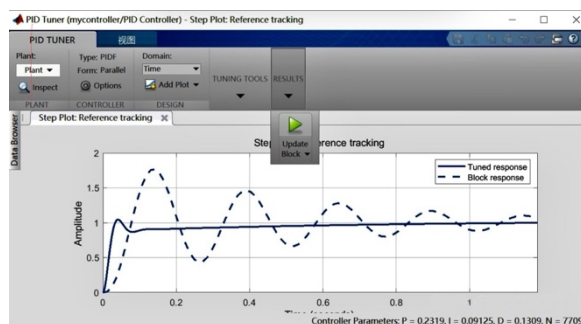 PID Tuner (mycontroller/PID Controller) - Step Plot: Reference tracking
PID TUNER
视图
Plant:
Plant
Inspect
PLANT
Type: PIDF
Form: Parallel
Options
CONTROLLER
Domain:
Time
Add Plot
DESIGN
TUNING TOOLS
RESULTS
Update
Block
Data Browser
Step Plot: Reference tracking
Step Reference tracking
Tuned response
Block response
Amplitude
2
1.5
1
0.5
0
0 0.2 0.4 0.6 0.8 1
Controller Parameters: P = 0.2319, I = 0.09125, D = 0.1309, N = 7709